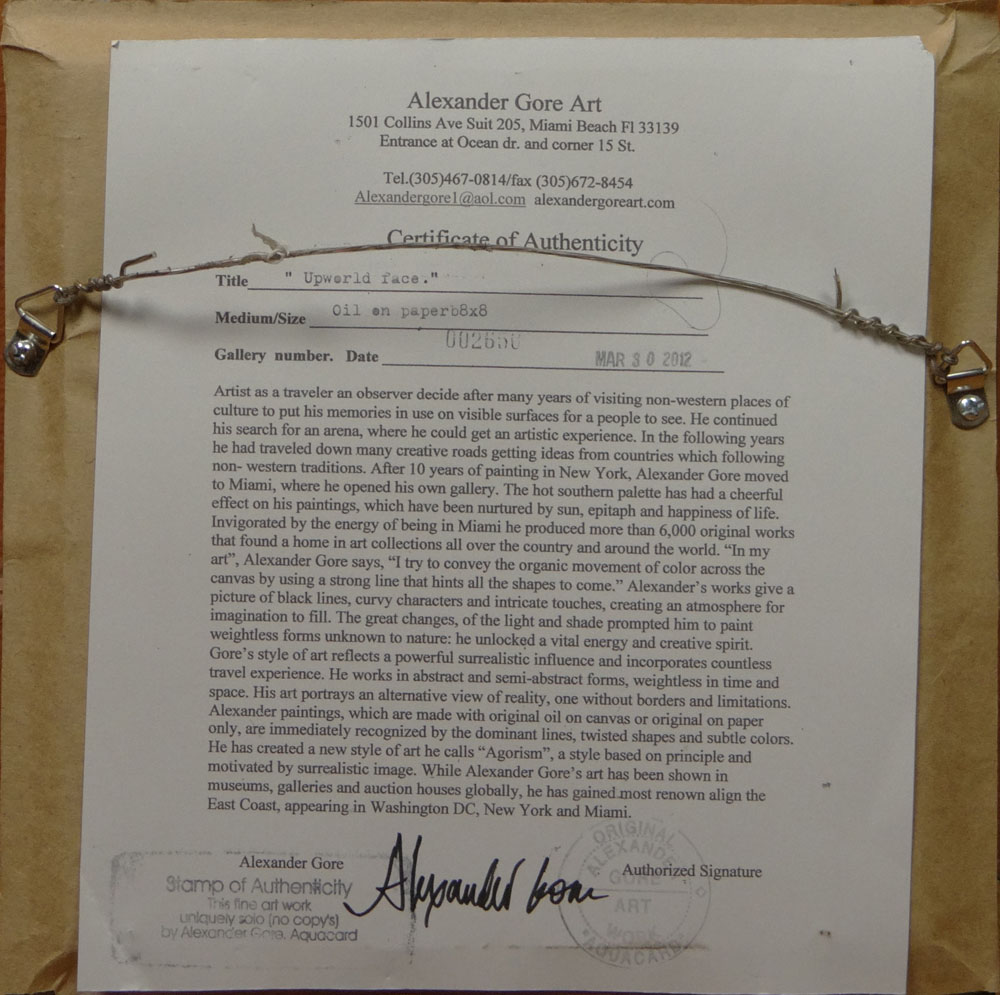 Alexander Gore Art
1501 Collins Ave Suit 205, Miami Beach Fl 33139
Entrance at Ocean dr. and corner 15 St.
Tel.(305)467-0814/fax (305)672-8454
Alexandergore1@aol.com alexandergoreart.com
Certificate of Authenticity
Title " Upworld face."
Medium/Size Oil on paperb8x8
002650
Gallery number. Date MAR 30 2012
Artist as a traveler an observer decide after many years of visiting non-western places of
culture to put his memories in use on visible surfaces for a people to see. He continued
his search for an arena, where he could get an artistic experience. In the following years
he had traveled down many creative roads getting ideas from countries which following
non- western traditions. After 10 years of painting in New York, Alexander Gore moved
to Miami, where he opened his own gallery. The hot southern palette has had a cheerful
effect on his paintings, which have been nurtured by sun, epitaph and happiness of life.
Invigorated by the energy of being in Miami he produced more than 6,000 original works
that found a home in art collections all over the country and around the world. “In my
art”, Alexander Gore says, “I try to convey the organic movement of color across the
canvas by using a strong line that hints all the shapes to come.” Alexander’s works give a
picture of black lines, curvy characters and intricate touches, creating an atmosphere for
imagination to fill. The great changes, of the light and shade prompted him to paint
weightless forms unknown to nature: he unlocked a vital energy and creative spirit.
Gore’s style of art reflects a powerful surrealistic influence and incorporates countless
travel experience. He works in abstract and semi-abstract forms, weightless in time and
space. His art portrays an alternative view of reality, one without borders and limitations.
Alexander paintings, which are made with original oil on canvas or original on paper
only, are immediately recognized by the dominant lines, twisted shapes and subtle colors.
He has created a new style of art he calls “Agorism”, a style based on principle and
motivated by surrealistic image. While Alexander Gore’s art has been shown in
museums, galleries and auction houses globally, he has gained most renown align the
East Coast, appearing in Washington DC, New York and Miami.
Alexander Gore
Alexander Gore
Authorized Signature
Stamp of Authenticity
This fine art work
uniquely solo (no copy's)
by Alexander Gore, Aquacard
ORIGINAL
ALEXAND
GORE
ART
WORK
AQUACARD